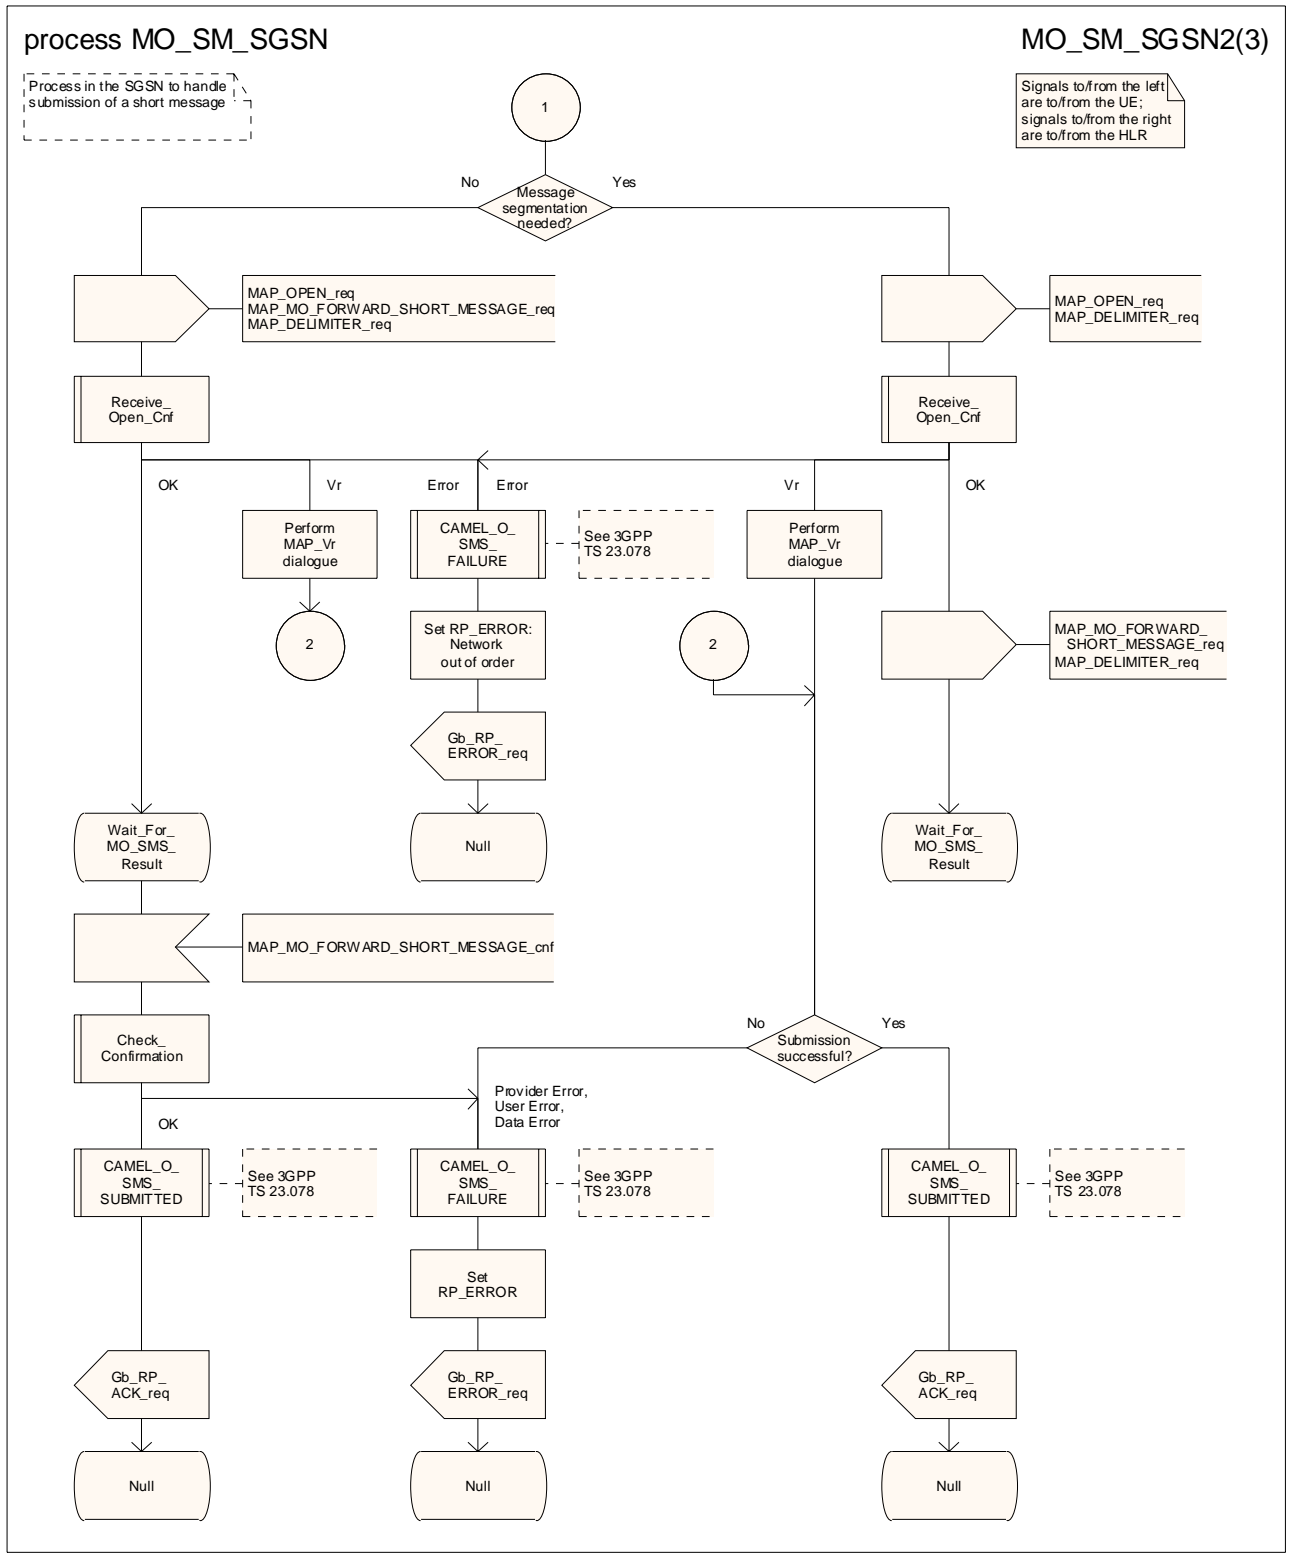 process MO_SM_SGSN
MO_SM_SGSN2(3)
Process in the SGSN to handle
submission of a short message
Signals to/from the left
are to/from the UE;
signals to/from the right
are to/from the HLR
1
No
Yes
Message
segmentation
needed?
MAP_OPEN_req
MAP_MO_FORWARD_SHORT_MESSAGE_req
MAP_DELIMITER_req
MAP_OPEN_req
MAP_DELIMITER_req
Receive_
Open_Cnf
Receive_
Open_Cnf
OK
Vr
Error
Error
Vr
OK
Perform
MAP_Vr
dialogue
CAMEL_O_
SMS_
FAILURE
See 3GPP
TS 23.078
Perform
MAP_Vr
dialogue
2
Set RP_ERROR:
Network
out of order
2
MAP_MO_FORWARD_
SHORT_MESSAGE_req
MAP_DELIMITER_req
Gb_RP_
ERROR_req
Wait_For_
MO_SMS_
Result
Null
Wait_For_
MO_SMS_
Result
MAP_MO_FORWARD_SHORT_MESSAGE_cnf
Check_
Confirmation
No
Yes
Submission
successful?
Provider Error,
User Error,
Data Error
OK
CAMEL_O_
SMS_
SUBMITTED
See 3GPP
TS 23.078
CAMEL_O_
SMS_
FAILURE
See 3GPP
TS 23.078
CAMEL_O_
SMS_
SUBMITTED
See 3GPP
TS 23.078
Set
RP_ERROR
Gb_RP_
ACK_req
Gb_RP_
ERROR_req
Gb_RP_
ACK_req
Null
Null
Null